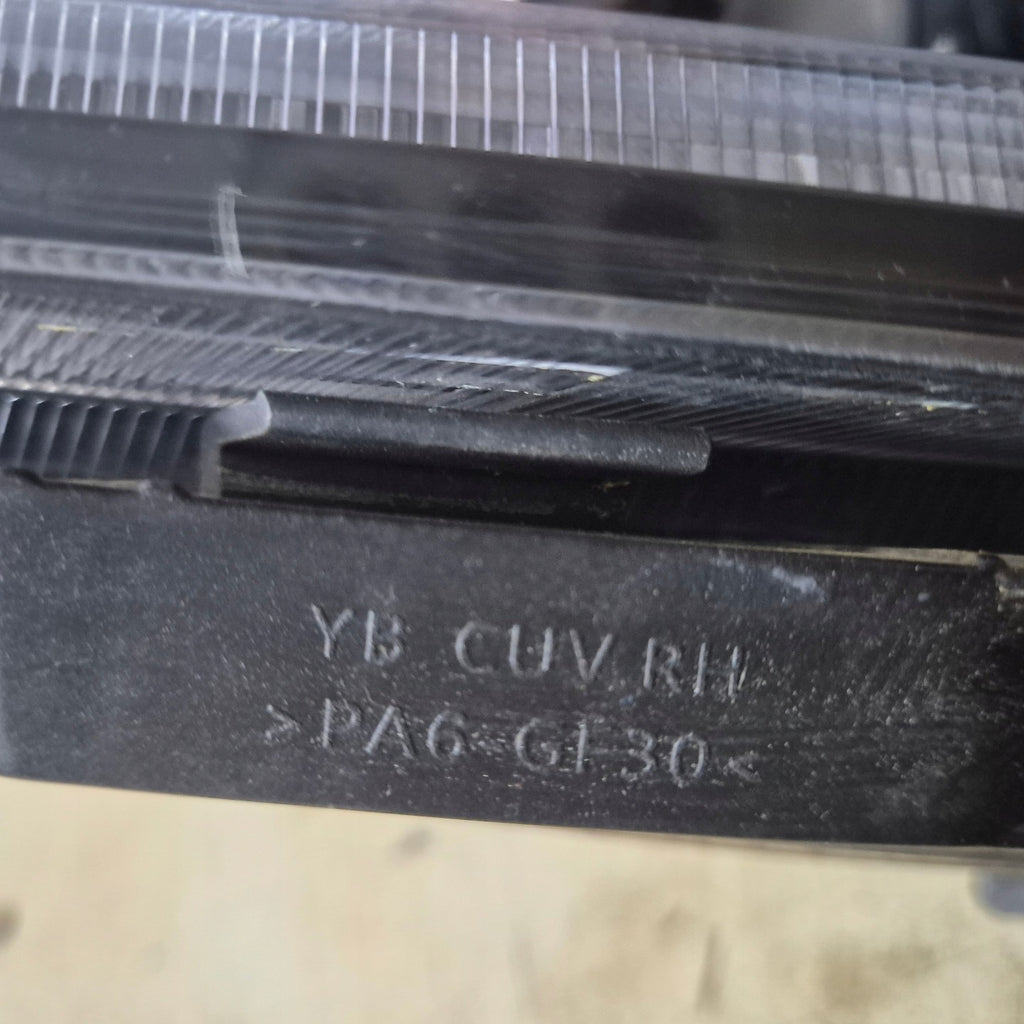 YB CUV RH
>PA6-GF30<